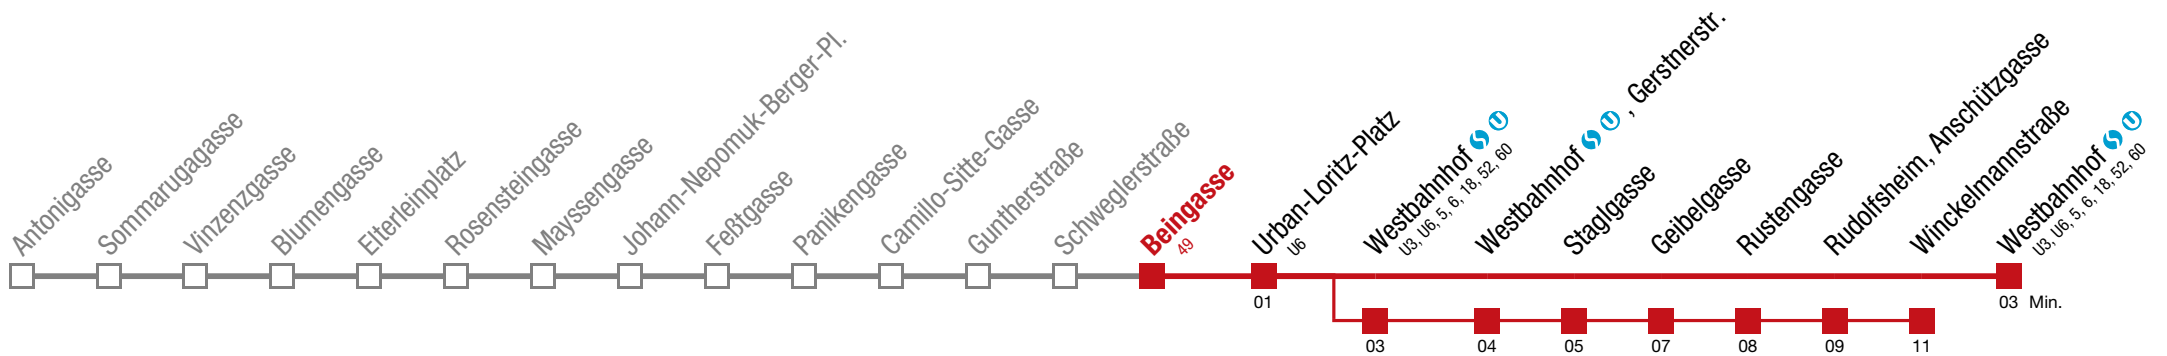 Antonigasse
Sommarugagasse
Vinzenzgasse
Blumengasse
Elterleinplatz
Rosensteingasse
Mayssengasse
Johann-Nepomuk-Berger-Pl.
Feßtgasse
Panikengasse
Camillo-Sitte-Gasse
Guntherstraße
Schweglerstraße
Beingasse
49
Urban-Loritz-Platz
U6
Westbahnhof S U
U3, U6, 5, 6, 18, 52, 60
Westbahnhof S U , Gerstnerstr.
Staglgasse
Geibelgasse
Rustengasse
Rudolfsheim, Anschützgasse
Winckelmannstraße
Westbahnhof S U
U3, U6, 5, 6, 18, 52, 60
01
03 Min.
03
04
05
07
08
09
11